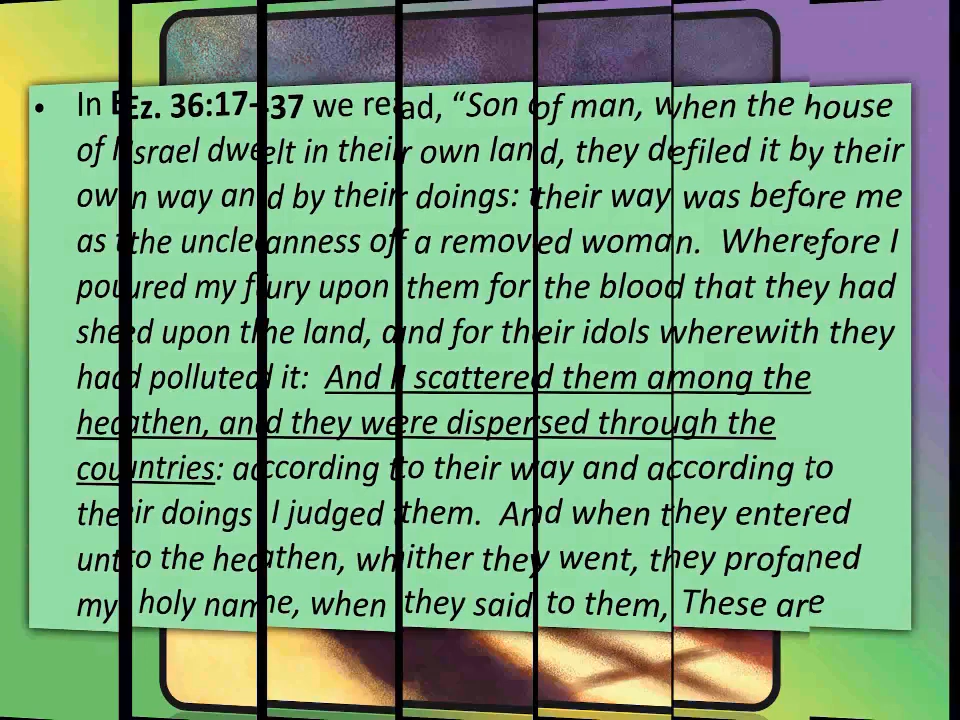 • In Ez. 36:17-37 we read, “Son of man, when the house
of Israel dwelt in their own land, they defiled it by their
own way and by their doings: their way was before me
as the uncleanness of a removed woman. Wherefore I
poured my fury upon them for the blood that they had
shed upon the land, and for their idols wherewith they
had polluted it: And I scattered them among the
heathen, and they were dispersed through the
countries: according to their way and according to
their doings I judged them. And when they entered
unto the heathen, whither they went, they profaned
my holy name, when they said to them, These are